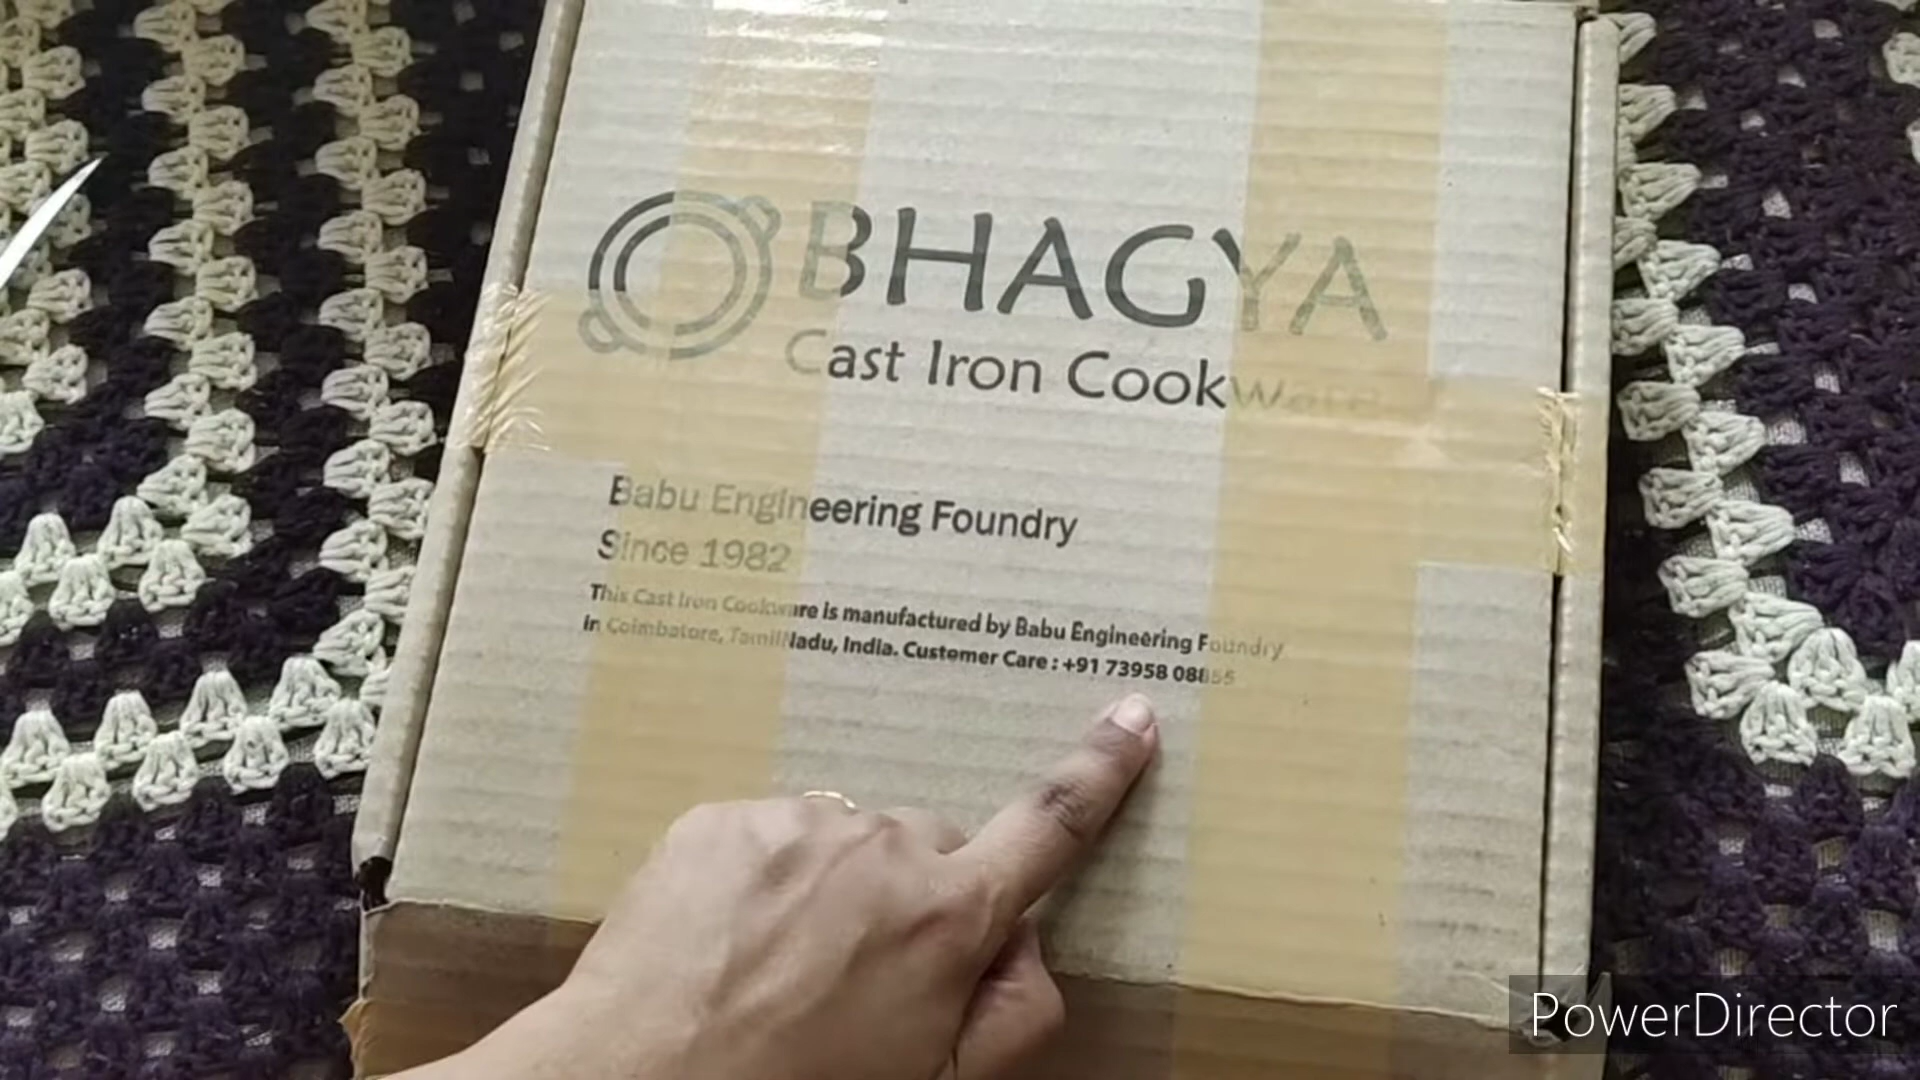 BHAGYA
Cast Iron Cookware
Babu Engineering Foundry
Since 1982
This Cast Iron Cookware is manufactured by Babu Engineering Foundry
in Coimbatore, TamilNadu, India. Customer Care : +91 73958 08855
PowerDirector